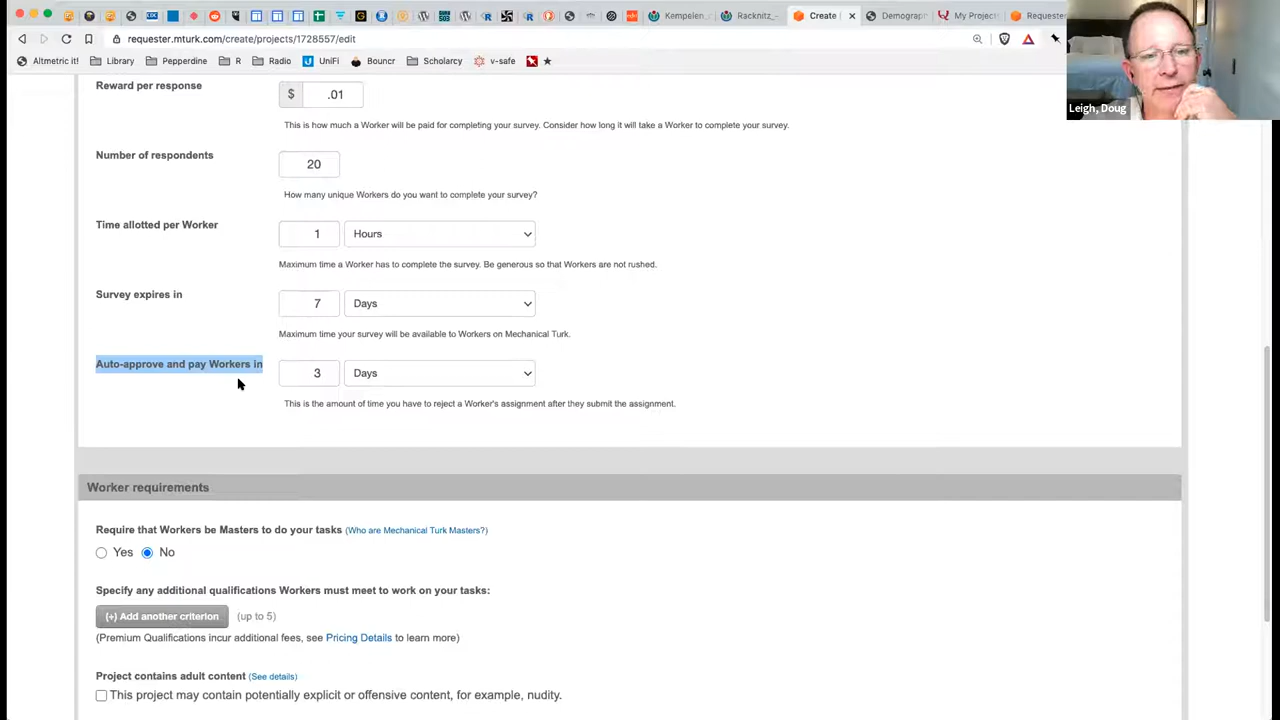 Kempelen_
Racknitz_-
Create
Demograph
My Project
Requester
requester.mturk.com/create/projects/1728557/edit
Altmetric it!
Library
Pepperdine
R
Radio
UniFi
Bouncr
Scholarcy
v-safe
Leigh, Doug
Reward per response
$ .01
This is how much a Worker will be paid for completing your survey. Consider how long it will take a Worker to complete your survey.
Number of respondents
20
How many unique Workers do you want to complete your survey?
Time allotted per Worker
1 Hours
Maximum time a Worker has to complete the survey. Be generous so that Workers are not rushed.
Survey expires in
7 Days
Maximum time your survey will be available to Workers on Mechanical Turk.
Auto-approve and pay Workers in
3 Days
This is the amount of time you have to reject a Worker's assignment after they submit the assignment.
Worker requirements
Require that Workers be Masters to do your tasks (Who are Mechanical Turk Masters?)
Yes No
Specify any additional qualifications Workers must meet to work on your tasks:
(+) Add another criterion (up to 5)
(Premium Qualifications incur additional fees, see Pricing Details to learn more)
Project contains adult content (See details)
This project may contain potentially explicit or offensive content, for example, nudity.